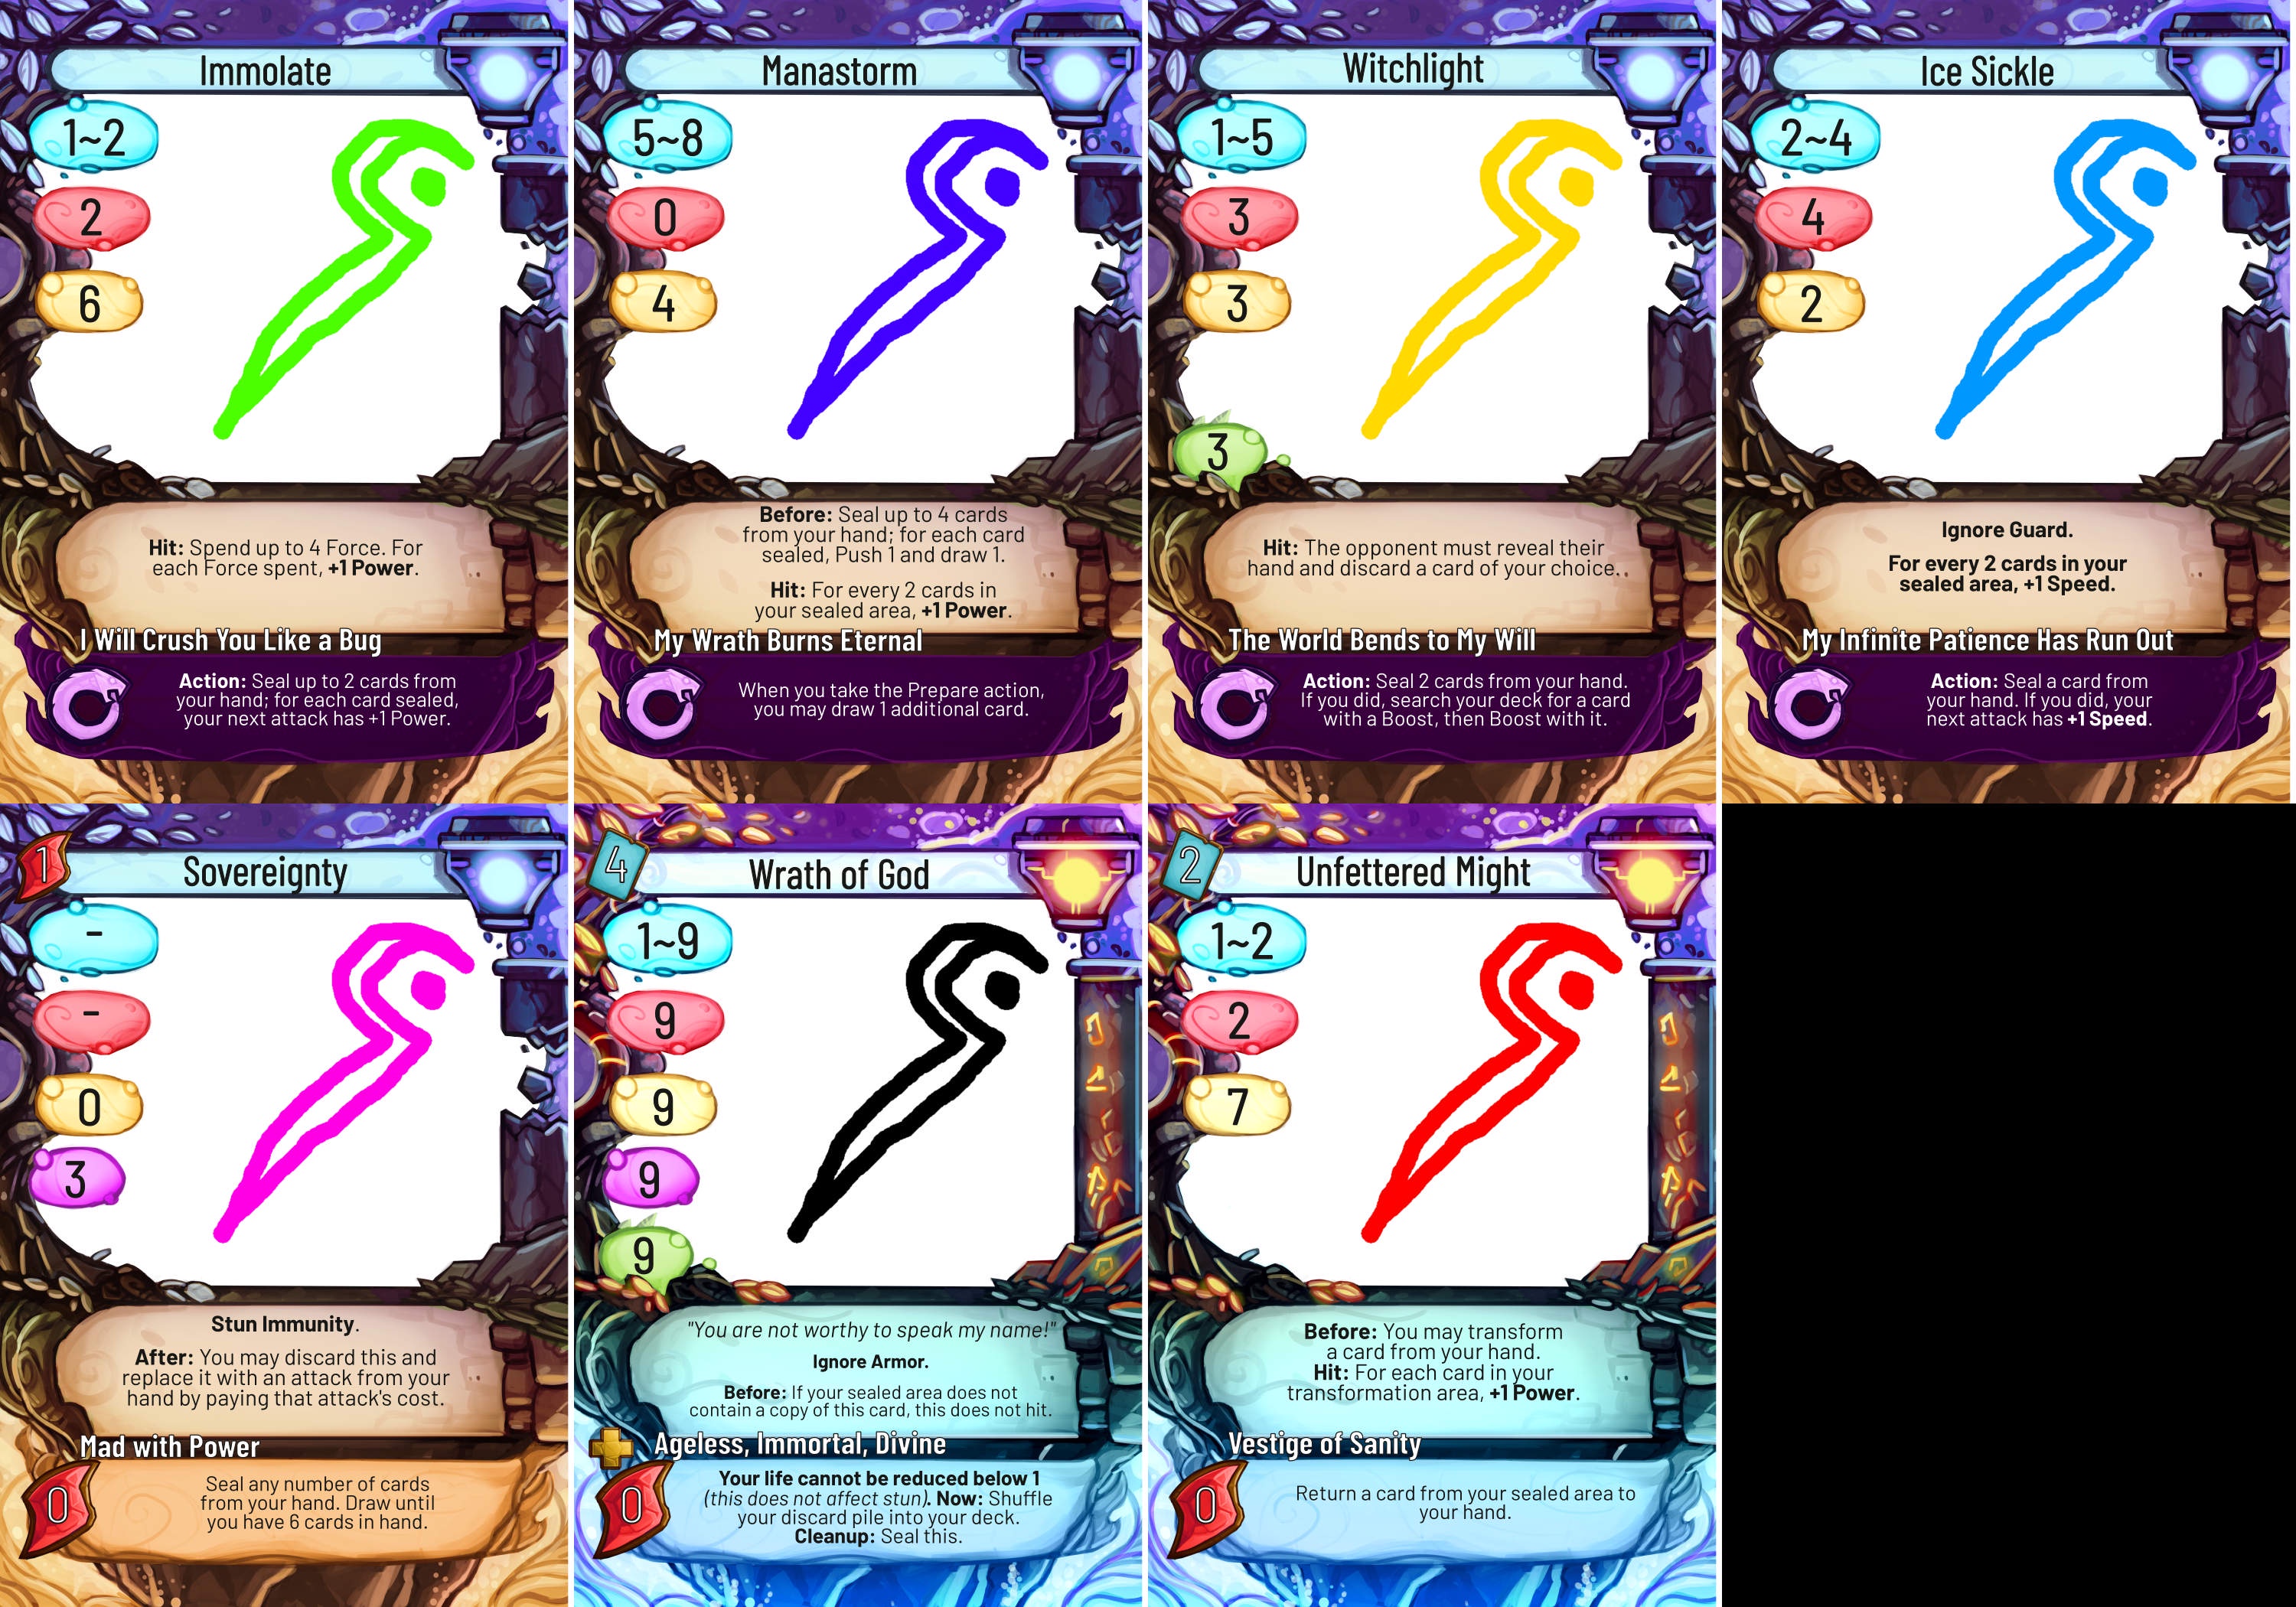 Immolate
1~2
2
6
Hit: Spend up to 4 Force. For
each Force spent, +1 Power.
I Will Crush You Like a Bug
Action: Seal up to 2 cards from
your hand; for each card sealed,
your next attack has +1 Power.
Manastorm
5~8
0
4
Before: Seal up to 4 cards
from your hand; for each card
sealed, Push 1 and draw 1.
Hit: For every 2 cards in
your sealed area, +1 Power.
My Wrath Burns Eternal
When you take the Prepare action,
you may draw 1 additional card.
Witchlight
1~5
3
3
3
Hit: The opponent must reveal their
hand and discard a card of your choice.
The World Bends to My Will
Action: Seal 2 cards from your hand.
If you did, search your deck for a card
with a Boost, then Boost with it.
Ice Sickle
2~4
4
2
Ignore Guard.
For every 2 cards in your
sealed area, +1 Speed.
My Infinite Patience Has Run Out
Action: Seal a card from
your hand. If you did, your
next attack has +1 Speed.
1
Sovereignty
-
-
0
3
Stun Immunity.
After: You may discard this and
replace it with an attack from your
hand by paying that attack's cost.
Mad with Power
0
Seal any number of cards
from your hand. Draw until
you have 6 cards in hand.
4
Wrath of God
1~9
9
9
9
9
"You are not worthy to speak my name!"
Ignore Armor.
Before: If your sealed area does not
contain a copy of this card, this does not hit.
Ageless, Immortal, Divine
0
Your life cannot be reduced below 1
(this does not affect stun). Now: Shuffle
your discard pile into your deck.
Cleanup: Seal this.
2
Unfettered Might
1~2
2
7
Before: You may transform
a card from your hand.
Hit: For each card in your
transformation area, +1 Power.
Vestige of Sanity
0
Return a card from your sealed area to
your hand.